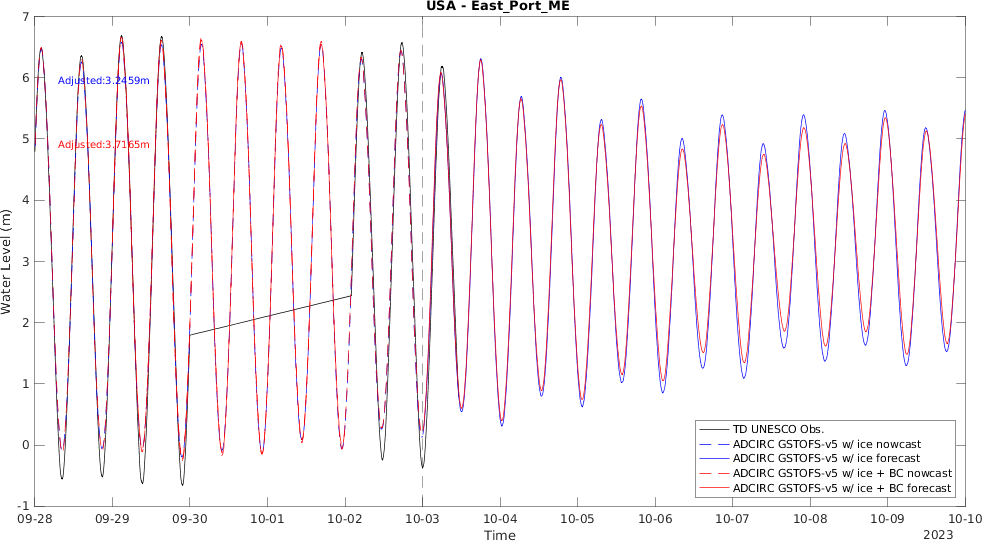 USA - East_Port_ME
7
6
5
4
3
2
1
0
-1
Water Level (m)
Adjusted:3.2459m
Adjusted:3.7165m
TD UNESCO Obs.
ADCIRC GSTOFS-v5 w/ ice nowcast
ADCIRC GSTOFS-v5 w/ ice forecast
ADCIRC GSTOFS-v5 w/ ice + BC nowcast
ADCIRC GSTOFS-v5 w/ ice + BC forecast
09-28 09-29 09-30 10-01 10-02 10-03 10-04 10-05 10-06 10-07 10-08 10-09 10-10
Time
2023